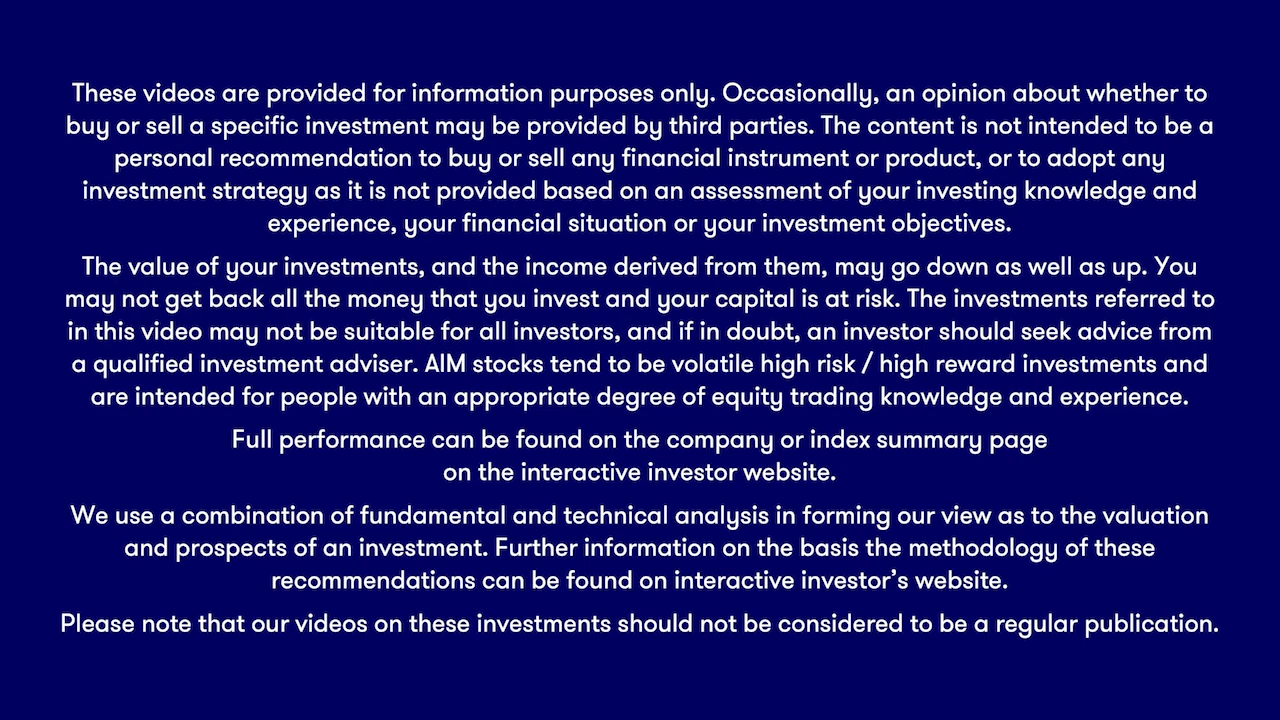 These videos are provided for information purposes only. Occasionally, an opinion about whether to
buy or sell a specific investment may be provided by third parties. The content is not intended to be a
personal recommendation to buy or sell any financial instrument or product, or to adopt any
investment strategy as it is not provided based on an assessment of your investing knowledge and
experience, your financial situation or your investment objectives.
The value of your investments, and the income derived from them, may go down as well as up. You
may not get back all the money that you invest and your capital is at risk. The investments referred to
in this video may not be suitable for all investors, and if in doubt, an investor should seek advice from
a qualified investment adviser. AIM stocks tend to be volatile high risk / high reward investments and
are intended for people with an appropriate degree of equity trading knowledge and experience.
Full performance can be found on the company or index summary page
on the interactive investor website.
We use a combination of fundamental and technical analysis in forming our view as to the valuation
and prospects of an investment. Further information on the basis the methodology of these
recommendations can be found on interactive investor’s website.
Please note that our videos on these investments should not be considered to be a regular publication.